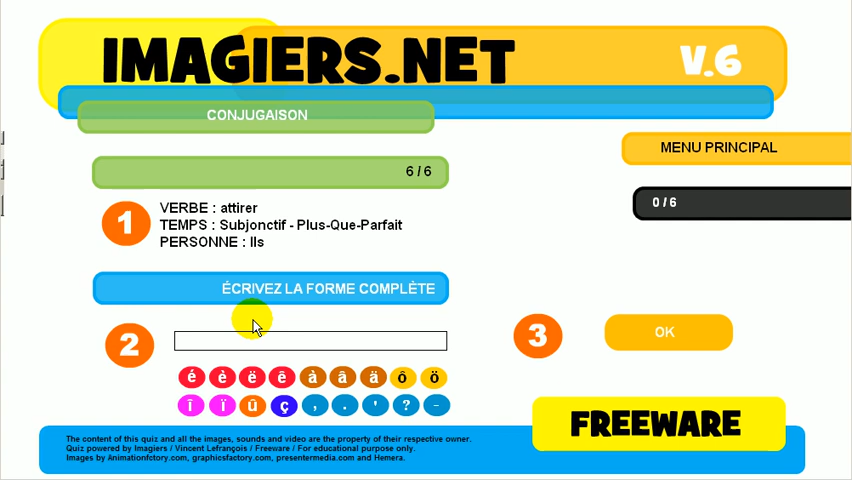 IMAGIERS.NET
V.6
CONJUGAISON
MENU PRINCIPAL
6 / 6
0 / 6
1
VERBE : attirer
TEMPS : Subjonctif - Plus-Que-Parfait
PERSONNE : Ils
ÉCRIVEZ LA FORME COMPLÈTE
2
3
OK
é è ë ê à â ä ô ö
î ï û ç , . ' ? -
FREEWARE
The content of this quiz and all the images, sounds and video are the property of their respective owner.
Quiz powered by Imagiers / Vincent Lefrançois / Freeware / For educational purpose only.
Images by Animationfctory.com, graphicsfactory.com, presentermedia.com and Hemera.